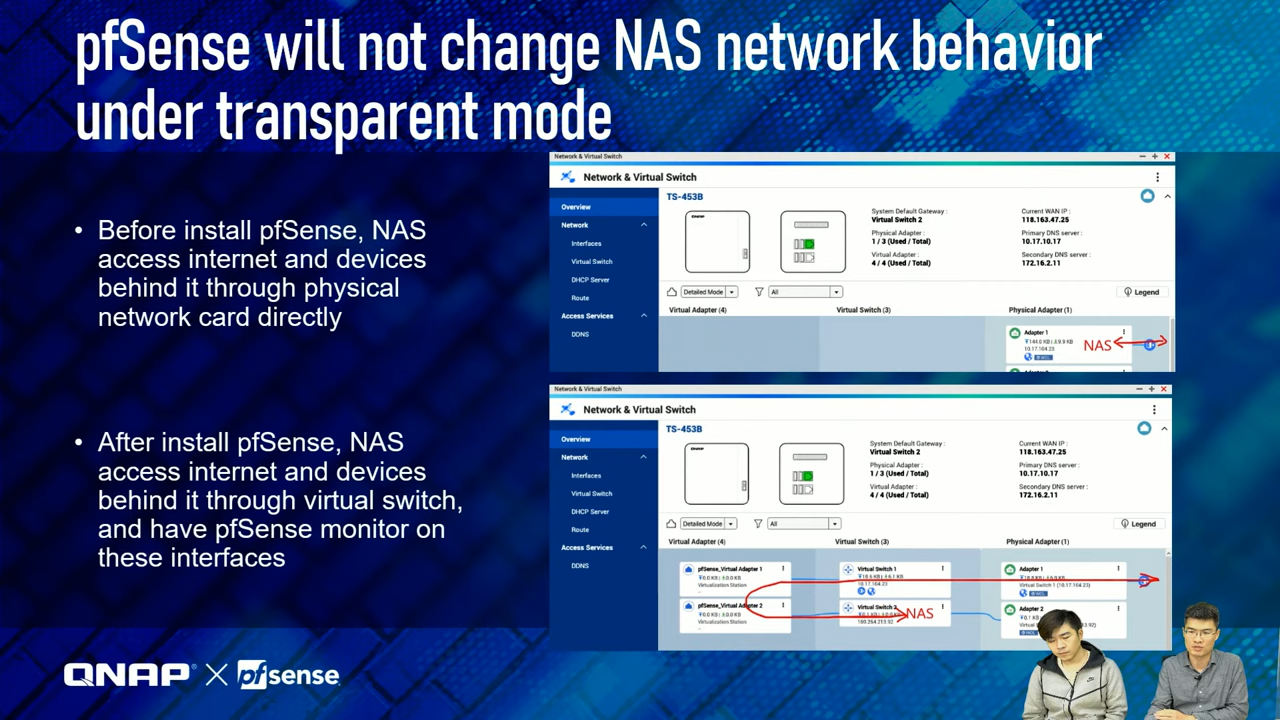 pfSense will not change NAS network behavior
under transparent mode
• Before install pfSense, NAS
access internet and devices
behind it through physical
network card directly
• After install pfSense, NAS
access internet and devices
behind it through virtual switch,
and have pfSense monitor on
these interfaces
Network & Virtual Switch
Network & Virtual Switch
Overview
Network
Interfaces
Virtual Switch
DHCP Server
Route
Access Services
DDNS
TS-453B
QNAP
System Default Gateway :
Virtual Switch 2
Physical Adapter :
1 / 3 (Used / Total)
Virtual Adapter :
4 / 4 (Used / Total)
Current WAN IP :
118.163.47.25
Primary DNS server :
10.17.10.17
Secondary DNS server :
172.16.2.11
Detailed Mode
All
Legend
Virtual Adapter (4)
Virtual Switch (3)
Physical Adapter (1)
Adapter 1
10.17.104.23
NAS
Network & Virtual Switch
Network & Virtual Switch
Overview
Network
Interfaces
Virtual Switch
DHCP Server
Route
Access Services
DDNS
TS-453B
QNAP
System Default Gateway :
Virtual Switch 2
Physical Adapter :
1 / 3 (Used / Total)
Virtual Adapter :
4 / 4 (Used / Total)
Current WAN IP :
118.163.47.25
Primary DNS server :
10.17.10.17
Secondary DNS server :
172.16.2.11
Detailed Mode
All
Legend
Virtual Adapter (4)
Virtual Switch (3)
Physical Adapter (1)
pfSense_Virtual Adapter 1
Virtualization Station
pfSense_Virtual Adapter 2
Virtualization Station
Virtual Switch 1
Virtual Switch 2
NAS
Adapter 1
Adapter 2
QNAP × pfsense